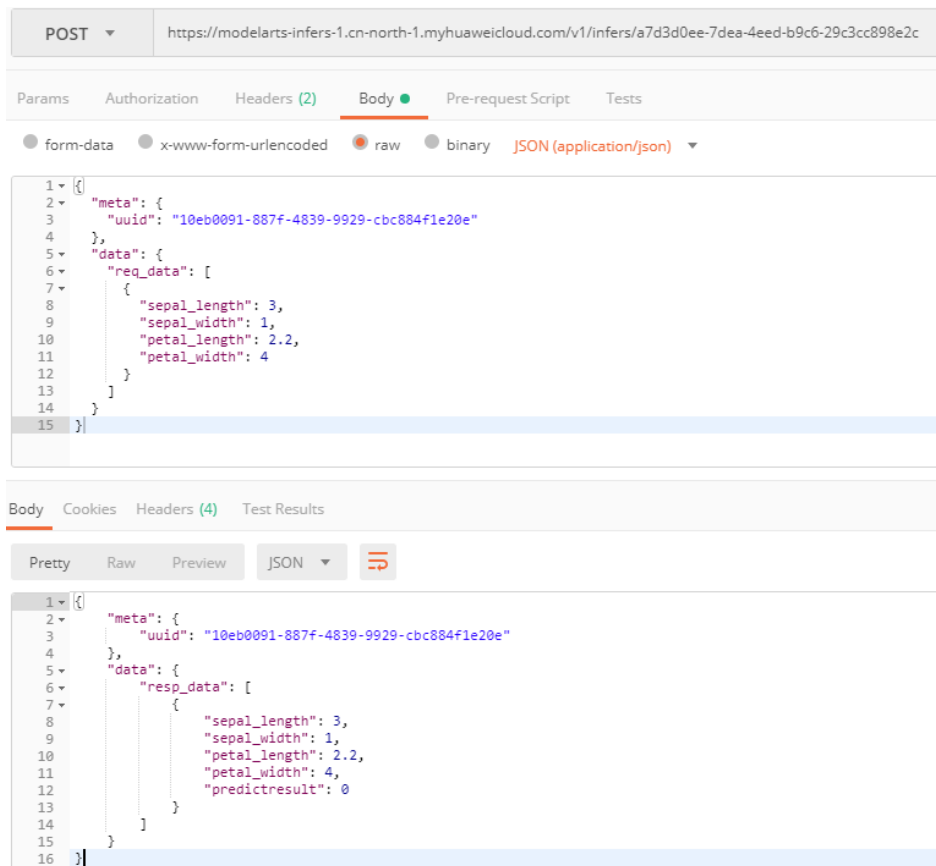 POST https://modelarts-infers-1.cn-north-1.myhuaweicloud.com/v1/infers/a7d3d0ee-7dea-4eed-b9c6-29c3cc898e2c
Params Authorization Headers (2) Body Pre-request Script Tests
form-data x-www-form-urlencoded raw binary JSON (application/json)
1 {
2 "meta": {
3 "uuid": "10eb0091-887f-4839-9929-cbc884f1e20e"
4 },
5 "data": {
6 "req_data": [
7 {
8 "sepal_length": 3,
9 "sepal_width": 1,
10 "petal_length": 2.2,
11 "petal_width": 4
12 }
13 ]
14 }
15 }
Body Cookies Headers (4) Test Results
Pretty Raw Preview JSON
1 {
2 "meta": {
3 "uuid": "10eb0091-887f-4839-9929-cbc884f1e20e"
4 },
5 "data": {
6 "resp_data": [
7 {
8 "sepal_length": 3,
9 "sepal_width": 1,
10 "petal_length": 2.2,
11 "petal_width": 4,
12 "predictresult": 0
13 }
14 ]
15 }
16 }